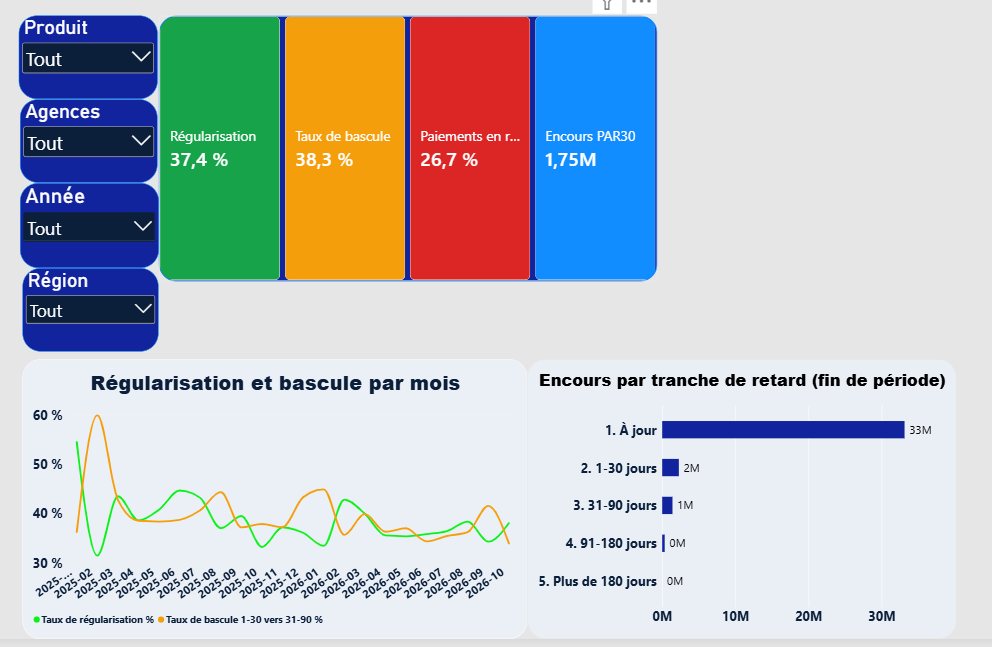 Produit
Tout
Agences
Tout
Année
Tout
Région
Tout
Régularisation
37,4 %
Taux de bascule
38,3 %
Paiements en r...
26,7 %
Encours PAR30
1,75M
Régularisation et bascule par mois
60 %
50 %
40 %
30 %
2025-...
2025-02
2025-03
2025-04
2025-05
2025-06
2025-07
2025-08
2025-09
2025-10
2025-11
2025-12
2026-01
2026-02
2026-03
2026-04
2026-05
2026-06
2026-07
2026-08
2026-09
2026-10
Taux de régularisation % Taux de bascule 1-30 vers 31-90 %
Encours par tranche de retard (fin de période)
1. À jour 33M
2. 1-30 jours 2M
3. 31-90 jours 1M
4. 91-180 jours 0M
5. Plus de 180 jours 0M
0M 10M 20M 30M